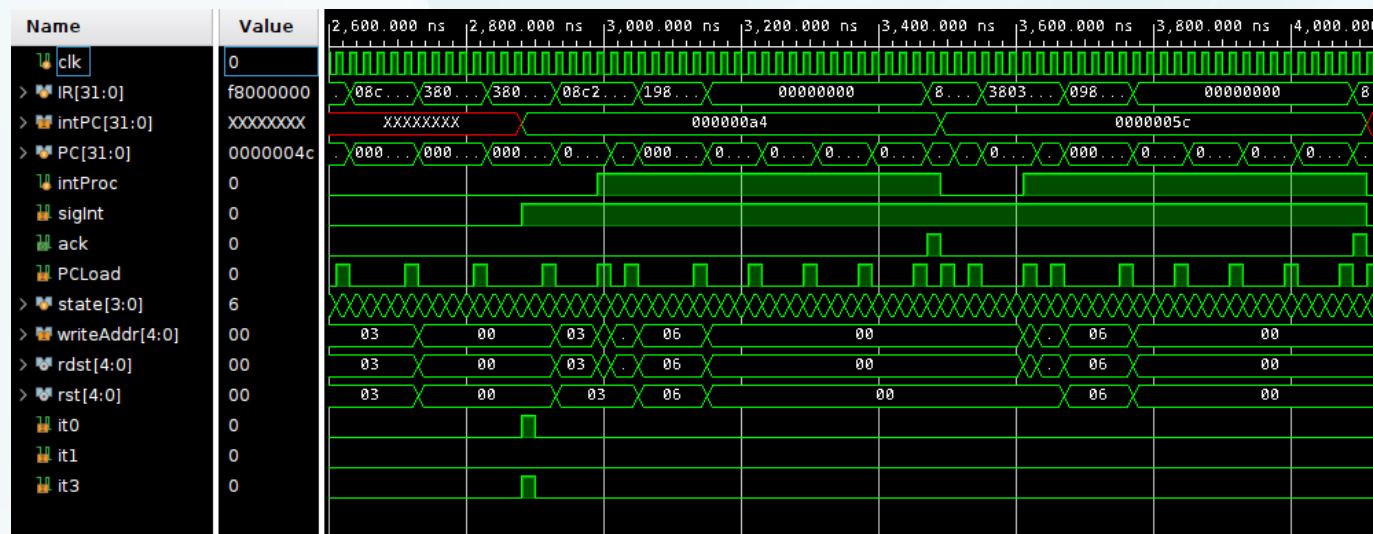 Name Value 2,600.000 ns 2,800.000 ns 3,000.000 ns 3,200.000 ns 3,400.000 ns 3,600.000 ns 3,800.000 ns 4,000.00
clk 0
IR[31:0] f8000000 08c... 380... 380... 08c2... 198... 00000000 8... 3803... 098... 00000000 8
intPC[31:0] XXXXXXXX XXXXXXXX 000000a4 0000005c
PC[31:0] 0000004c . 000... 000... 000... 0... . 000... 0... 0... 0... 0... . . 0... . 000... 0... 0... 0... 0... .
intProc 0
sigInt 0
ack 0
PCLoad 0
state[3:0] 6
writeAddr[4:0] 00 03 00 03 . 06 00 . 06 00
rdst[4:0] 00 03 00 03 . 06 00 . 06 00
rst[4:0] 00 03 00 03 06 00 06 00
it0 0
it1 0
it3 0